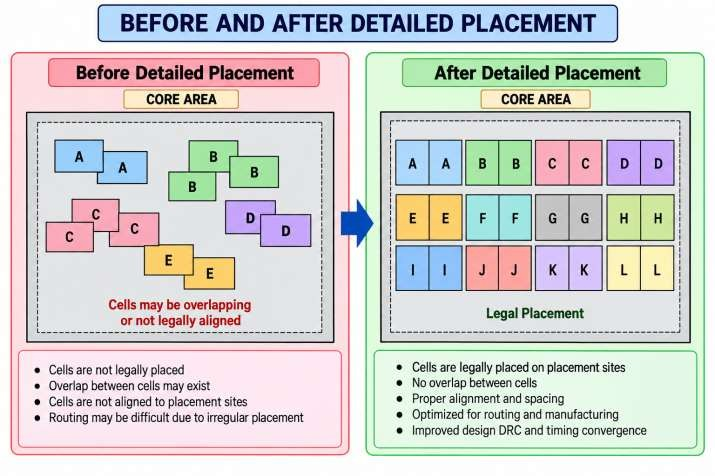 BEFORE AND AFTER DETAILED PLACEMENT
Before Detailed Placement
CORE AREA
A
A
B
B
B
C
C
C
D
D
E
E
Cells may be overlapping
or not legally aligned
• Cells are not legally placed
• Overlap between cells may exist
• Cells are not aligned to placement sites
• Routing may be difficult due to irregular placement
After Detailed Placement
CORE AREA
A A B B C C D D
E E F F G G H H
I I J J K K L L
Legal Placement
• Cells are legally placed on placement sites
• No overlap between cells
• Proper alignment and spacing
• Optimized for routing and manufacturing
• Improved design DRC and timing convergence